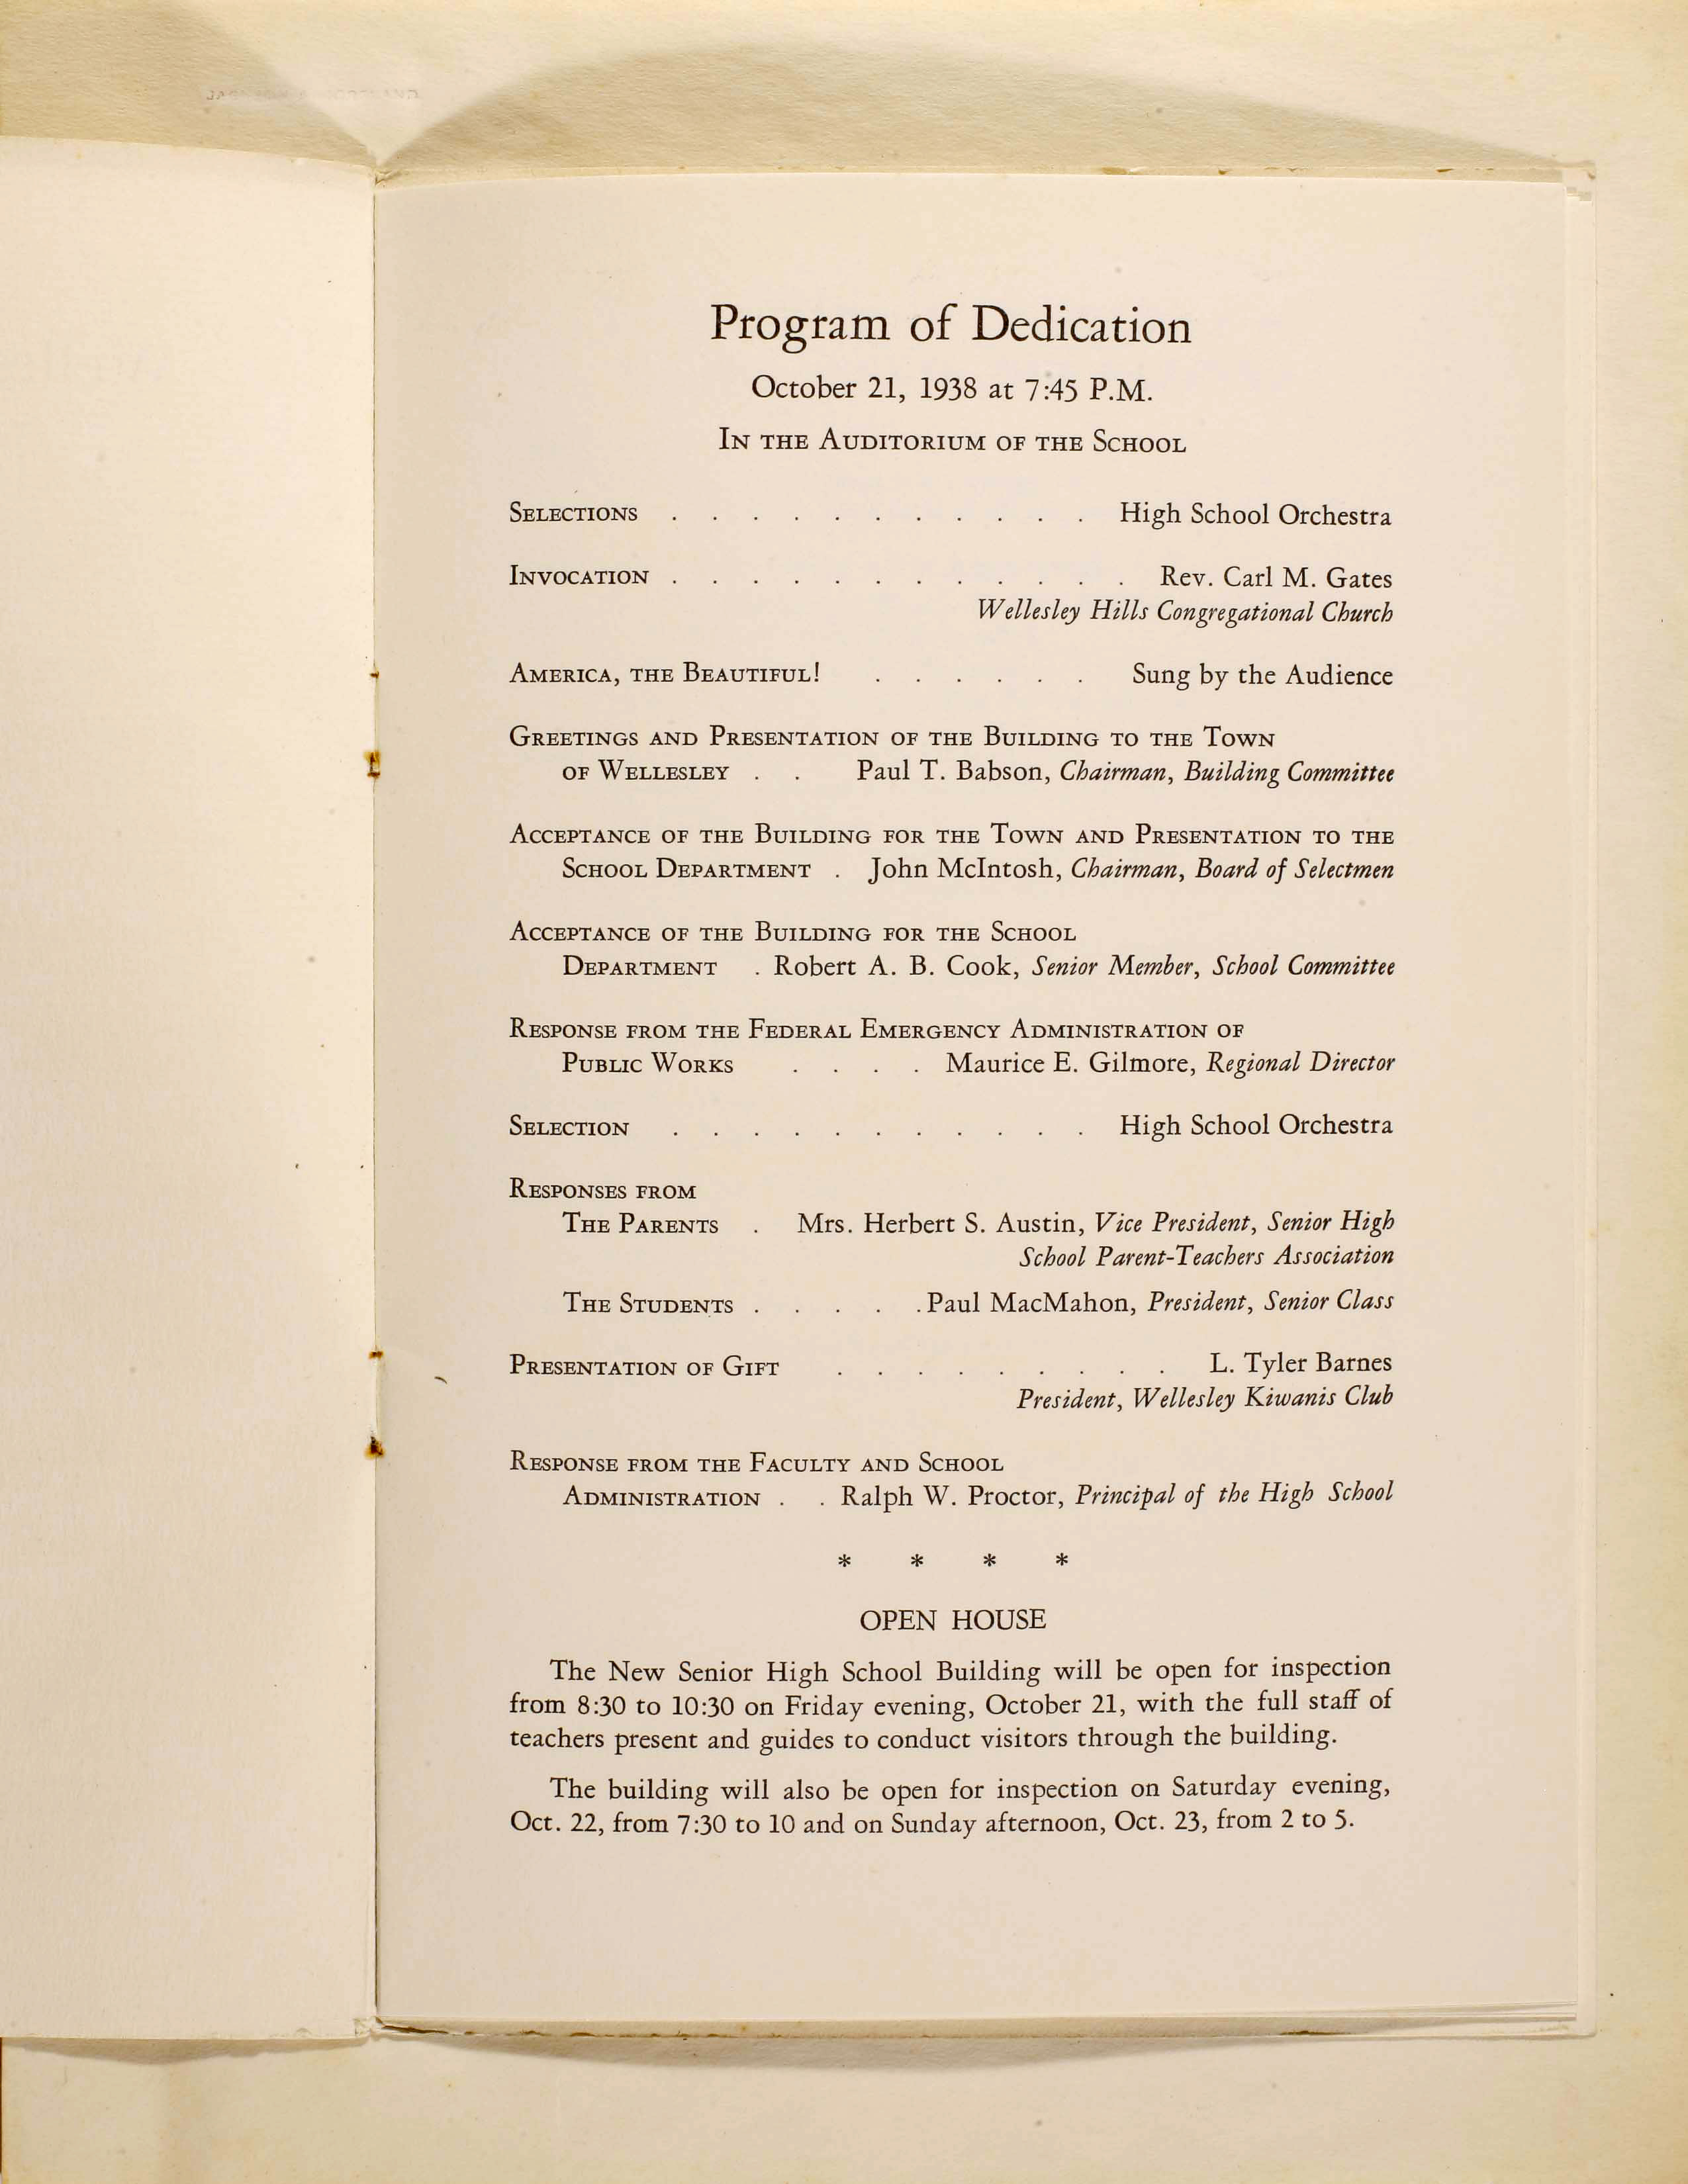 Program of Dedication
October 21, 1938 at 7:45 P.M.
In the Auditorium of the School
Selections . . . . . . . . . . . High School Orchestra
Invocation . . . . . . . . . . . . Rev. Carl M. Gates
Wellesley Hills Congregational Church
America, the Beautiful! . . . . . . Sung by the Audience
Greetings and Presentation of the Building to the Town
of Wellesley . . Paul T. Babson, Chairman, Building Committee
Acceptance of the Building for the Town and Presentation to the
School Department . John McIntosh, Chairman, Board of Selectmen
Acceptance of the Building for the School
Department . Robert A. B. Cook, Senior Member, School Committee
Response from the Federal Emergency Administration of
Public Works . . . . Maurice E. Gilmore, Regional Director
Selection . . . . . . . . . . . High School Orchestra
Responses from
The Parents . Mrs. Herbert S. Austin, Vice President, Senior High
School Parent-Teachers Association
The Students . . . . . Paul MacMahon, President, Senior Class
Presentation of Gift . . . . . . . . . L. Tyler Barnes
President, Wellesley Kiwanis Club
Response from the Faculty and School
Administration . . Ralph W. Proctor, Principal of the High School
* * * *
OPEN HOUSE
The New Senior High School Building will be open for inspection
from 8:30 to 10:30 on Friday evening, October 21, with the full staff of
teachers present and guides to conduct visitors through the building.
The building will also be open for inspection on Saturday evening,
Oct. 22, from 7:30 to 10 and on Sunday afternoon, Oct. 23, from 2 to 5.